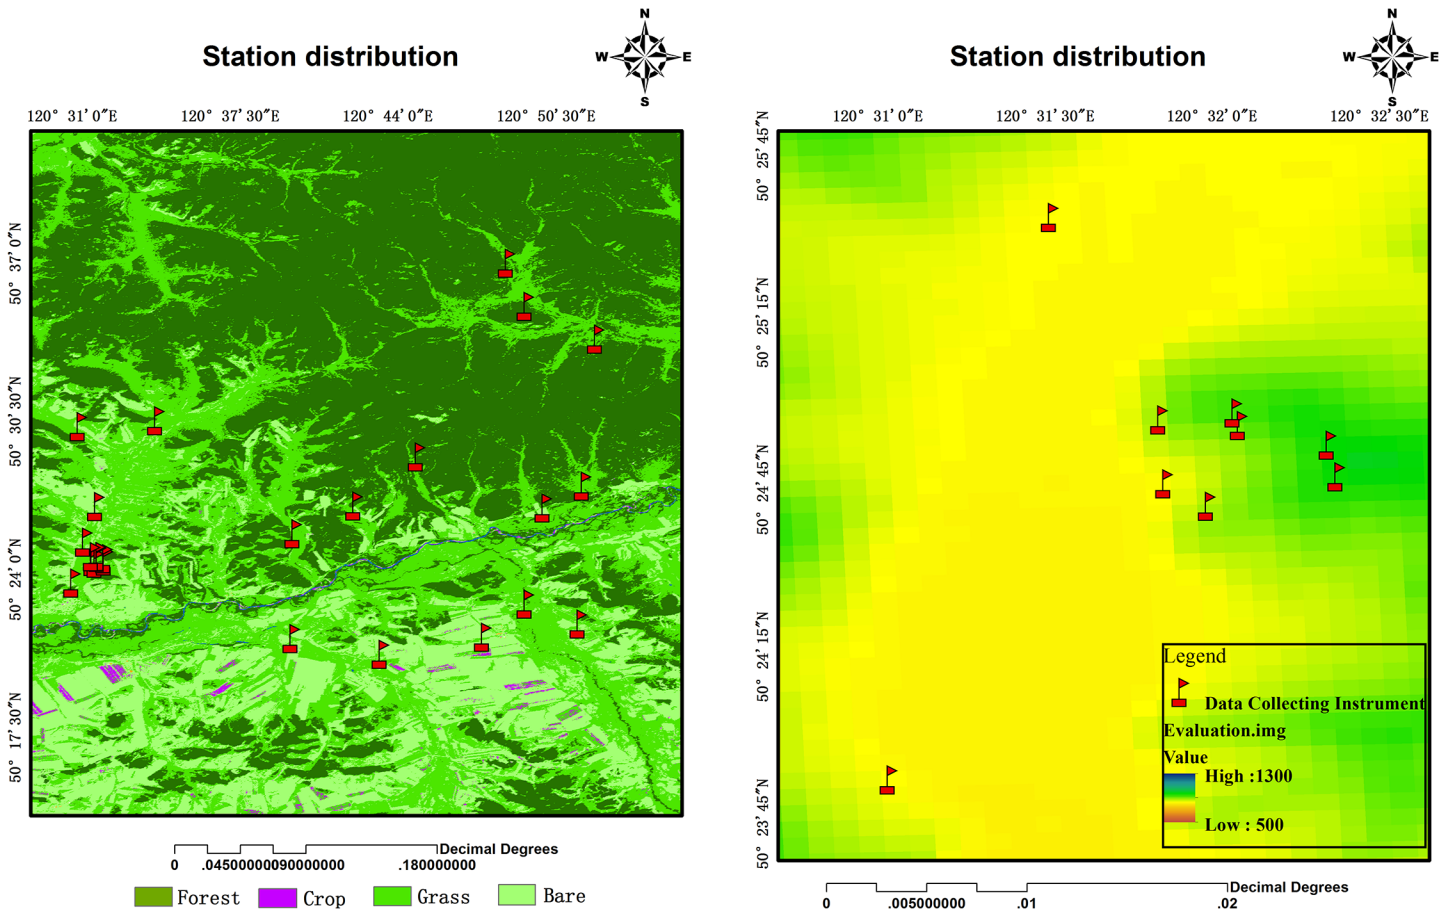 Station distribution
N
W
E
S
120° 31′ 0″E
120° 37′ 30″E
120° 44′ 0″E
120° 50′ 30″E
50° 37′ 0″N
50° 30′ 30″N
50° 24′ 0″N
50° 17′ 30″N
Decimal Degrees
0 .045000000090000000 .180000000
Forest
Crop
Grass
Bare
Station distribution
N
W
E
S
120° 31′ 0″E
120° 31′ 30″E
120° 32′ 0″E
120° 32′ 30″E
50° 25′ 45″N
50° 25′ 15″N
50° 24′ 45″N
50° 24′ 15″N
50° 23′ 45″N
Legend
Data Collecting Instrument
Evaluation.img
Value
High :1300
Low : 500
Decimal Degrees
0 .005000000 .01 .02